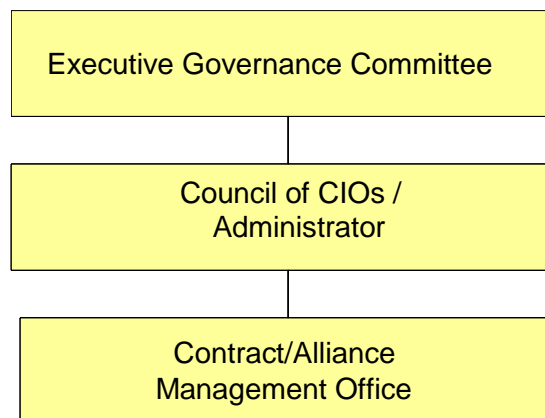 Executive Governance Committee
Council of CIOs /
Administrator
Contract/Alliance
Management Office